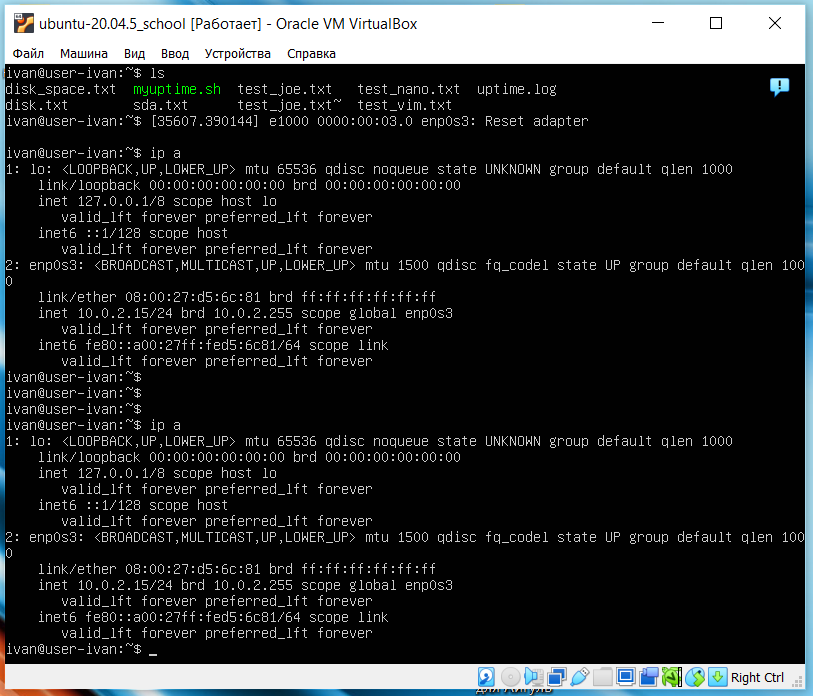 ubuntu-20.04.5_school [Работает] - Oracle VM VirtualBox
Файл Машина Вид Ввод Устройства Справка
ivan@user-ivan:~$ ls
disk_space.txt myuptime.sh test_joe.txt test_nano.txt uptime.log
disk.txt sda.txt test_joe.txt~ test_vim.txt
ivan@user-ivan:~$ [35607.390144] e1000 0000:00:03.0 enp0s3: Reset adapter
ivan@user-ivan:~$ ip a
1: lo: <LOOPBACK,UP,LOWER_UP> mtu 65536 qdisc noqueue state UNKNOWN group default qlen 1000
link/loopback 00:00:00:00:00:00 brd 00:00:00:00:00:00
inet 127.0.0.1/8 scope host lo
valid_lft forever preferred_lft forever
inet6 ::1/128 scope host
valid_lft forever preferred_lft forever
2: enp0s3: <BROADCAST,MULTICAST,UP,LOWER_UP> mtu 1500 qdisc fq_codel state UP group default qlen 100
0
link/ether 08:00:27:d5:6c:81 brd ff:ff:ff:ff:ff:ff
inet 10.0.2.15/24 brd 10.0.2.255 scope global enp0s3
valid_lft forever preferred_lft forever
inet6 fe80::a00:27ff:fed5:6c81/64 scope link
valid_lft forever preferred_lft forever
ivan@user-ivan:~$
ivan@user-ivan:~$
ivan@user-ivan:~$
ivan@user-ivan:~$ ip a
1: lo: <LOOPBACK,UP,LOWER_UP> mtu 65536 qdisc noqueue state UNKNOWN group default qlen 1000
link/loopback 00:00:00:00:00:00 brd 00:00:00:00:00:00
inet 127.0.0.1/8 scope host lo
valid_lft forever preferred_lft forever
inet6 ::1/128 scope host
valid_lft forever preferred_lft forever
2: enp0s3: <BROADCAST,MULTICAST,UP,LOWER_UP> mtu 1500 qdisc fq_codel state UP group default qlen 100
0
link/ether 08:00:27:d5:6c:81 brd ff:ff:ff:ff:ff:ff
inet 10.0.2.15/24 brd 10.0.2.255 scope global enp0s3
valid_lft forever preferred_lft forever
inet6 fe80::a00:27ff:fed5:6c81/64 scope link
valid_lft forever preferred_lft forever
ivan@user-ivan:~$ _
Right Ctrl